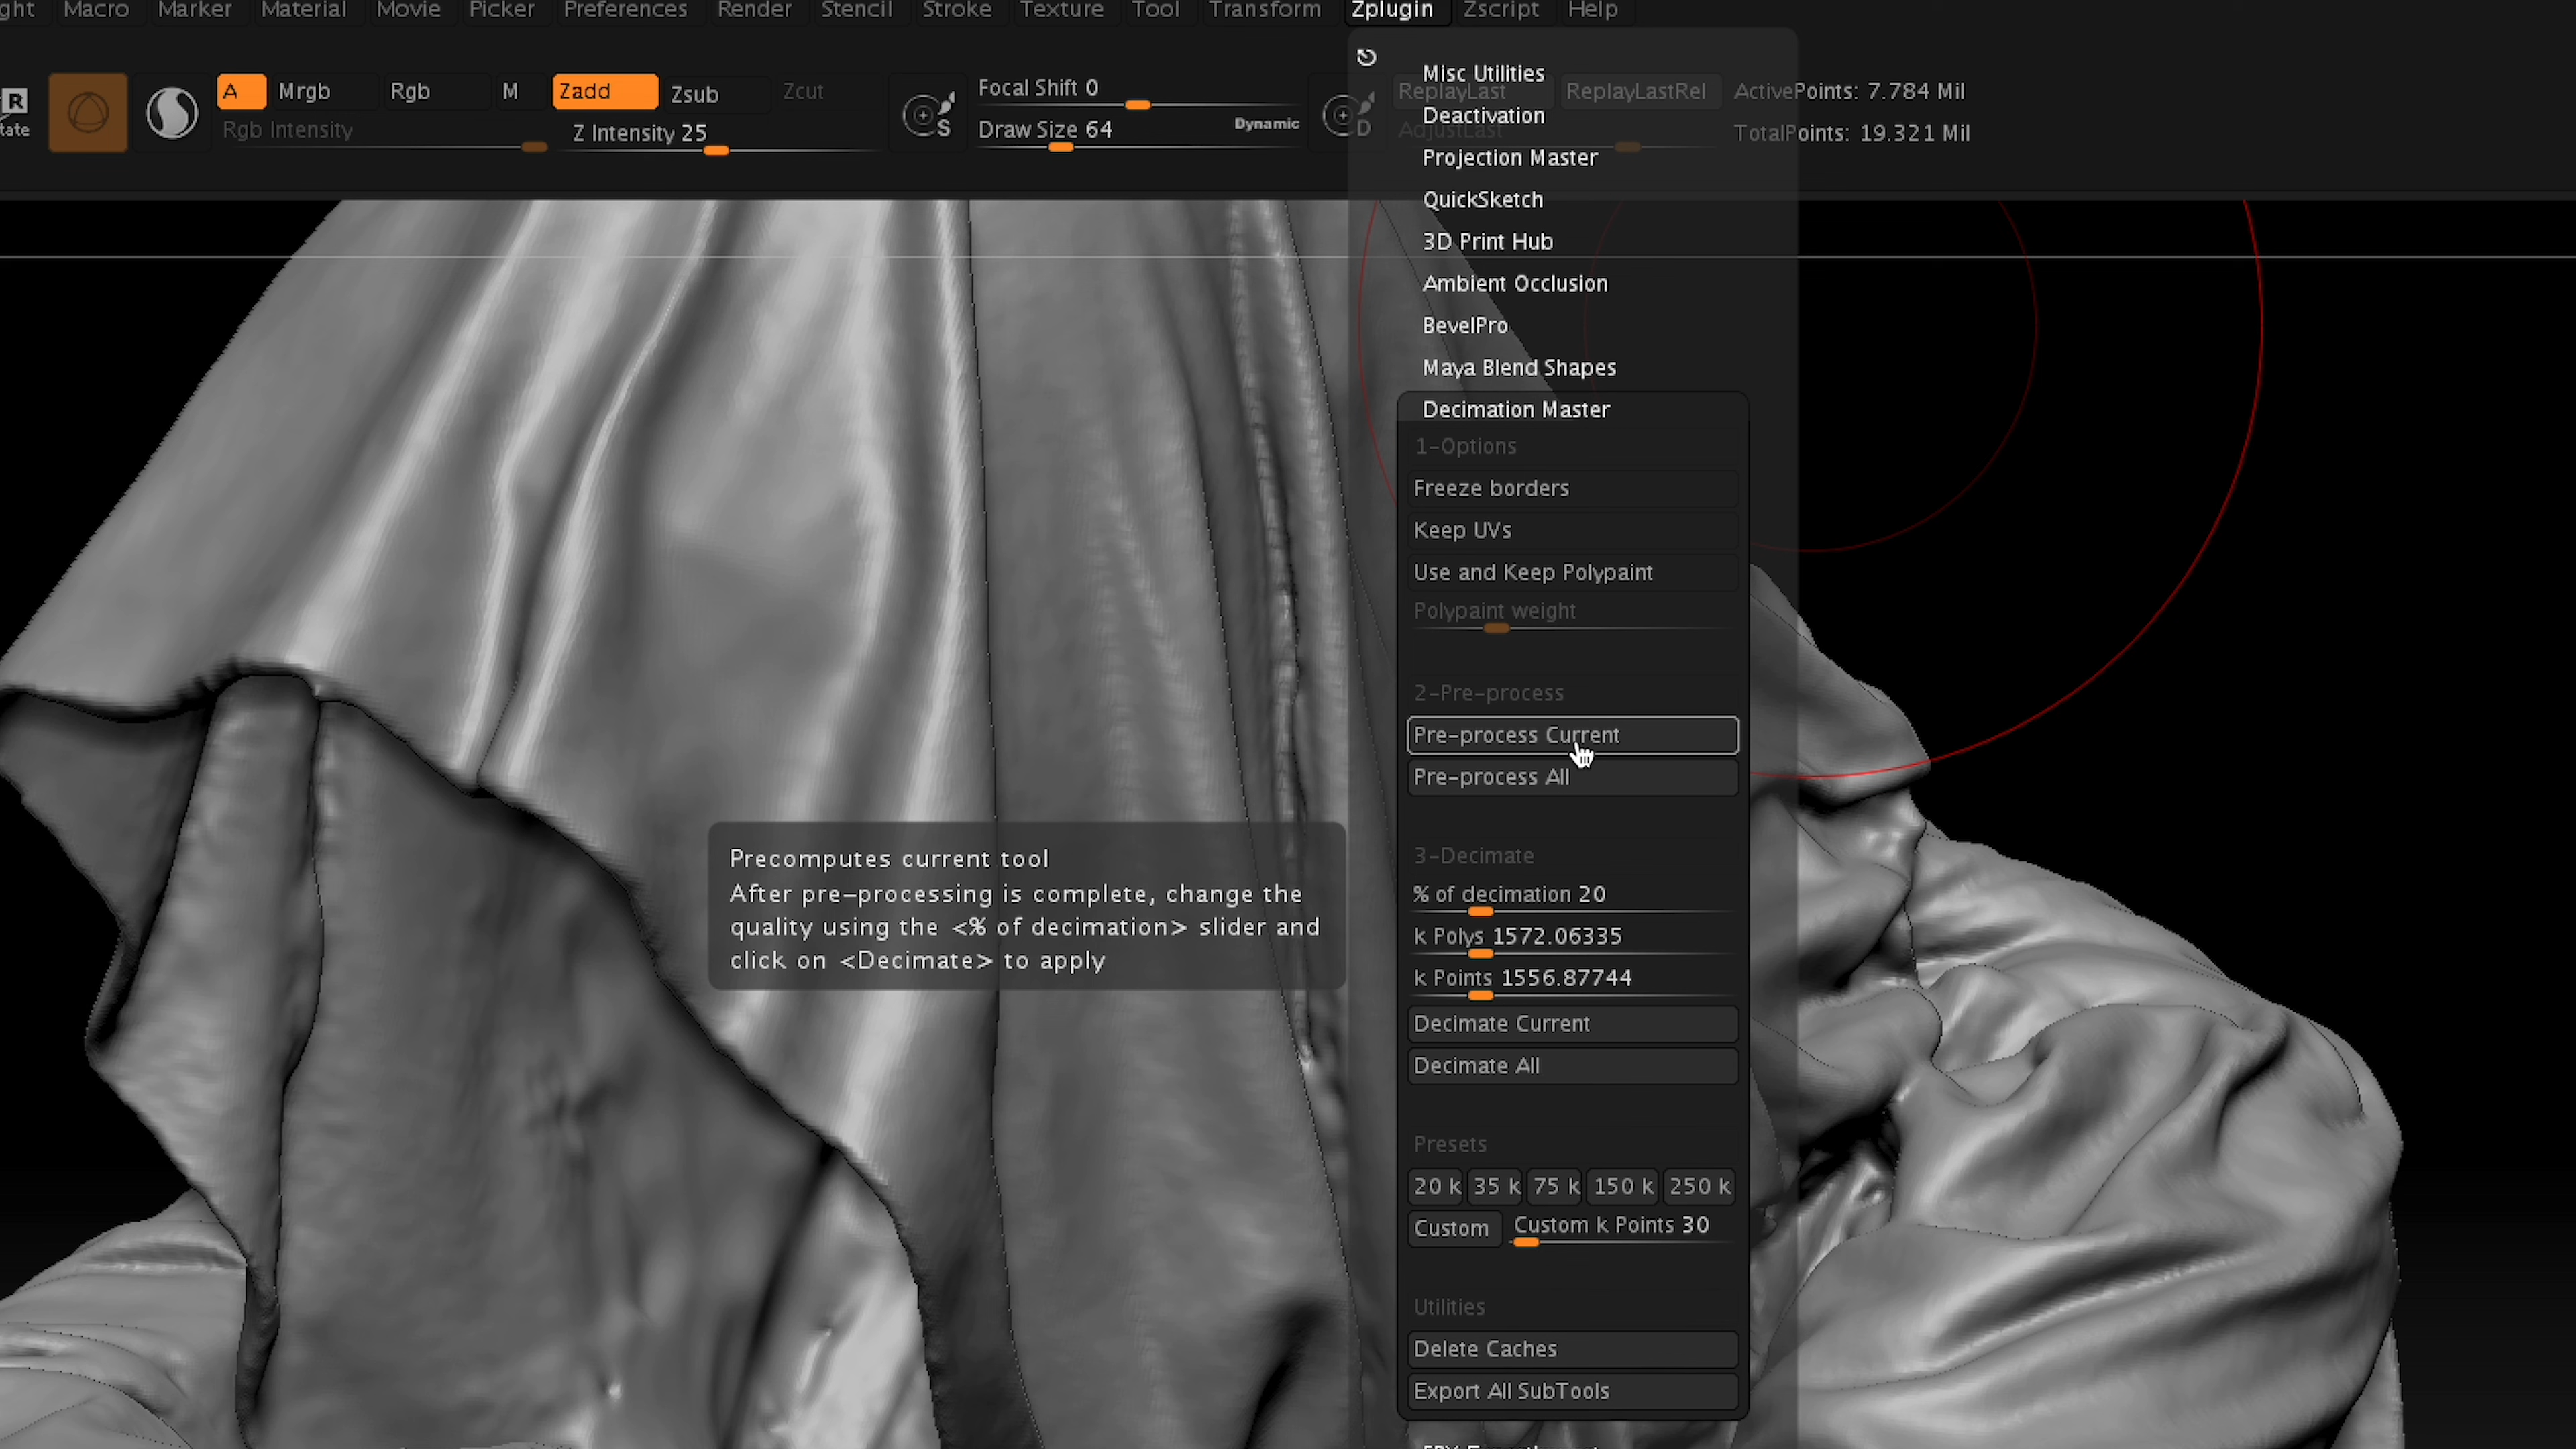 ght Macro Marker Material Movie Picker Preferences Render Stencil Stroke Texture Tool Transform Zplugin Zscript Help
R
tate
A Mrgb Rgb M Zadd Zsub Zcut
Rgb Intensity
Z Intensity 25
S
Focal Shift 0
Draw Size 64
Dynamic
D
ReplayLast ReplayLastRel
AdjustLast
ActivePoints: 7.784 Mil
TotalPoints: 19.321 Mil
Misc Utilities
Deactivation
Projection Master
QuickSketch
3D Print Hub
Ambient Occlusion
BevelPro
Maya Blend Shapes
Decimation Master
1-Options
Freeze borders
Keep UVs
Use and Keep Polypaint
Polypaint weight
2-Pre-process
Pre-process Current
Pre-process All
Precomputes current tool
After pre-processing is complete, change the
quality using the <% of decimation> slider and
click on <Decimate> to apply
3-Decimate
% of decimation 20
k Polys 1572.06335
k Points 1556.87744
Decimate Current
Decimate All
Presets
20 k 35 k 75 k 150 k 250 k
Custom Custom k Points 30
Utilities
Delete Caches
Export All SubTools